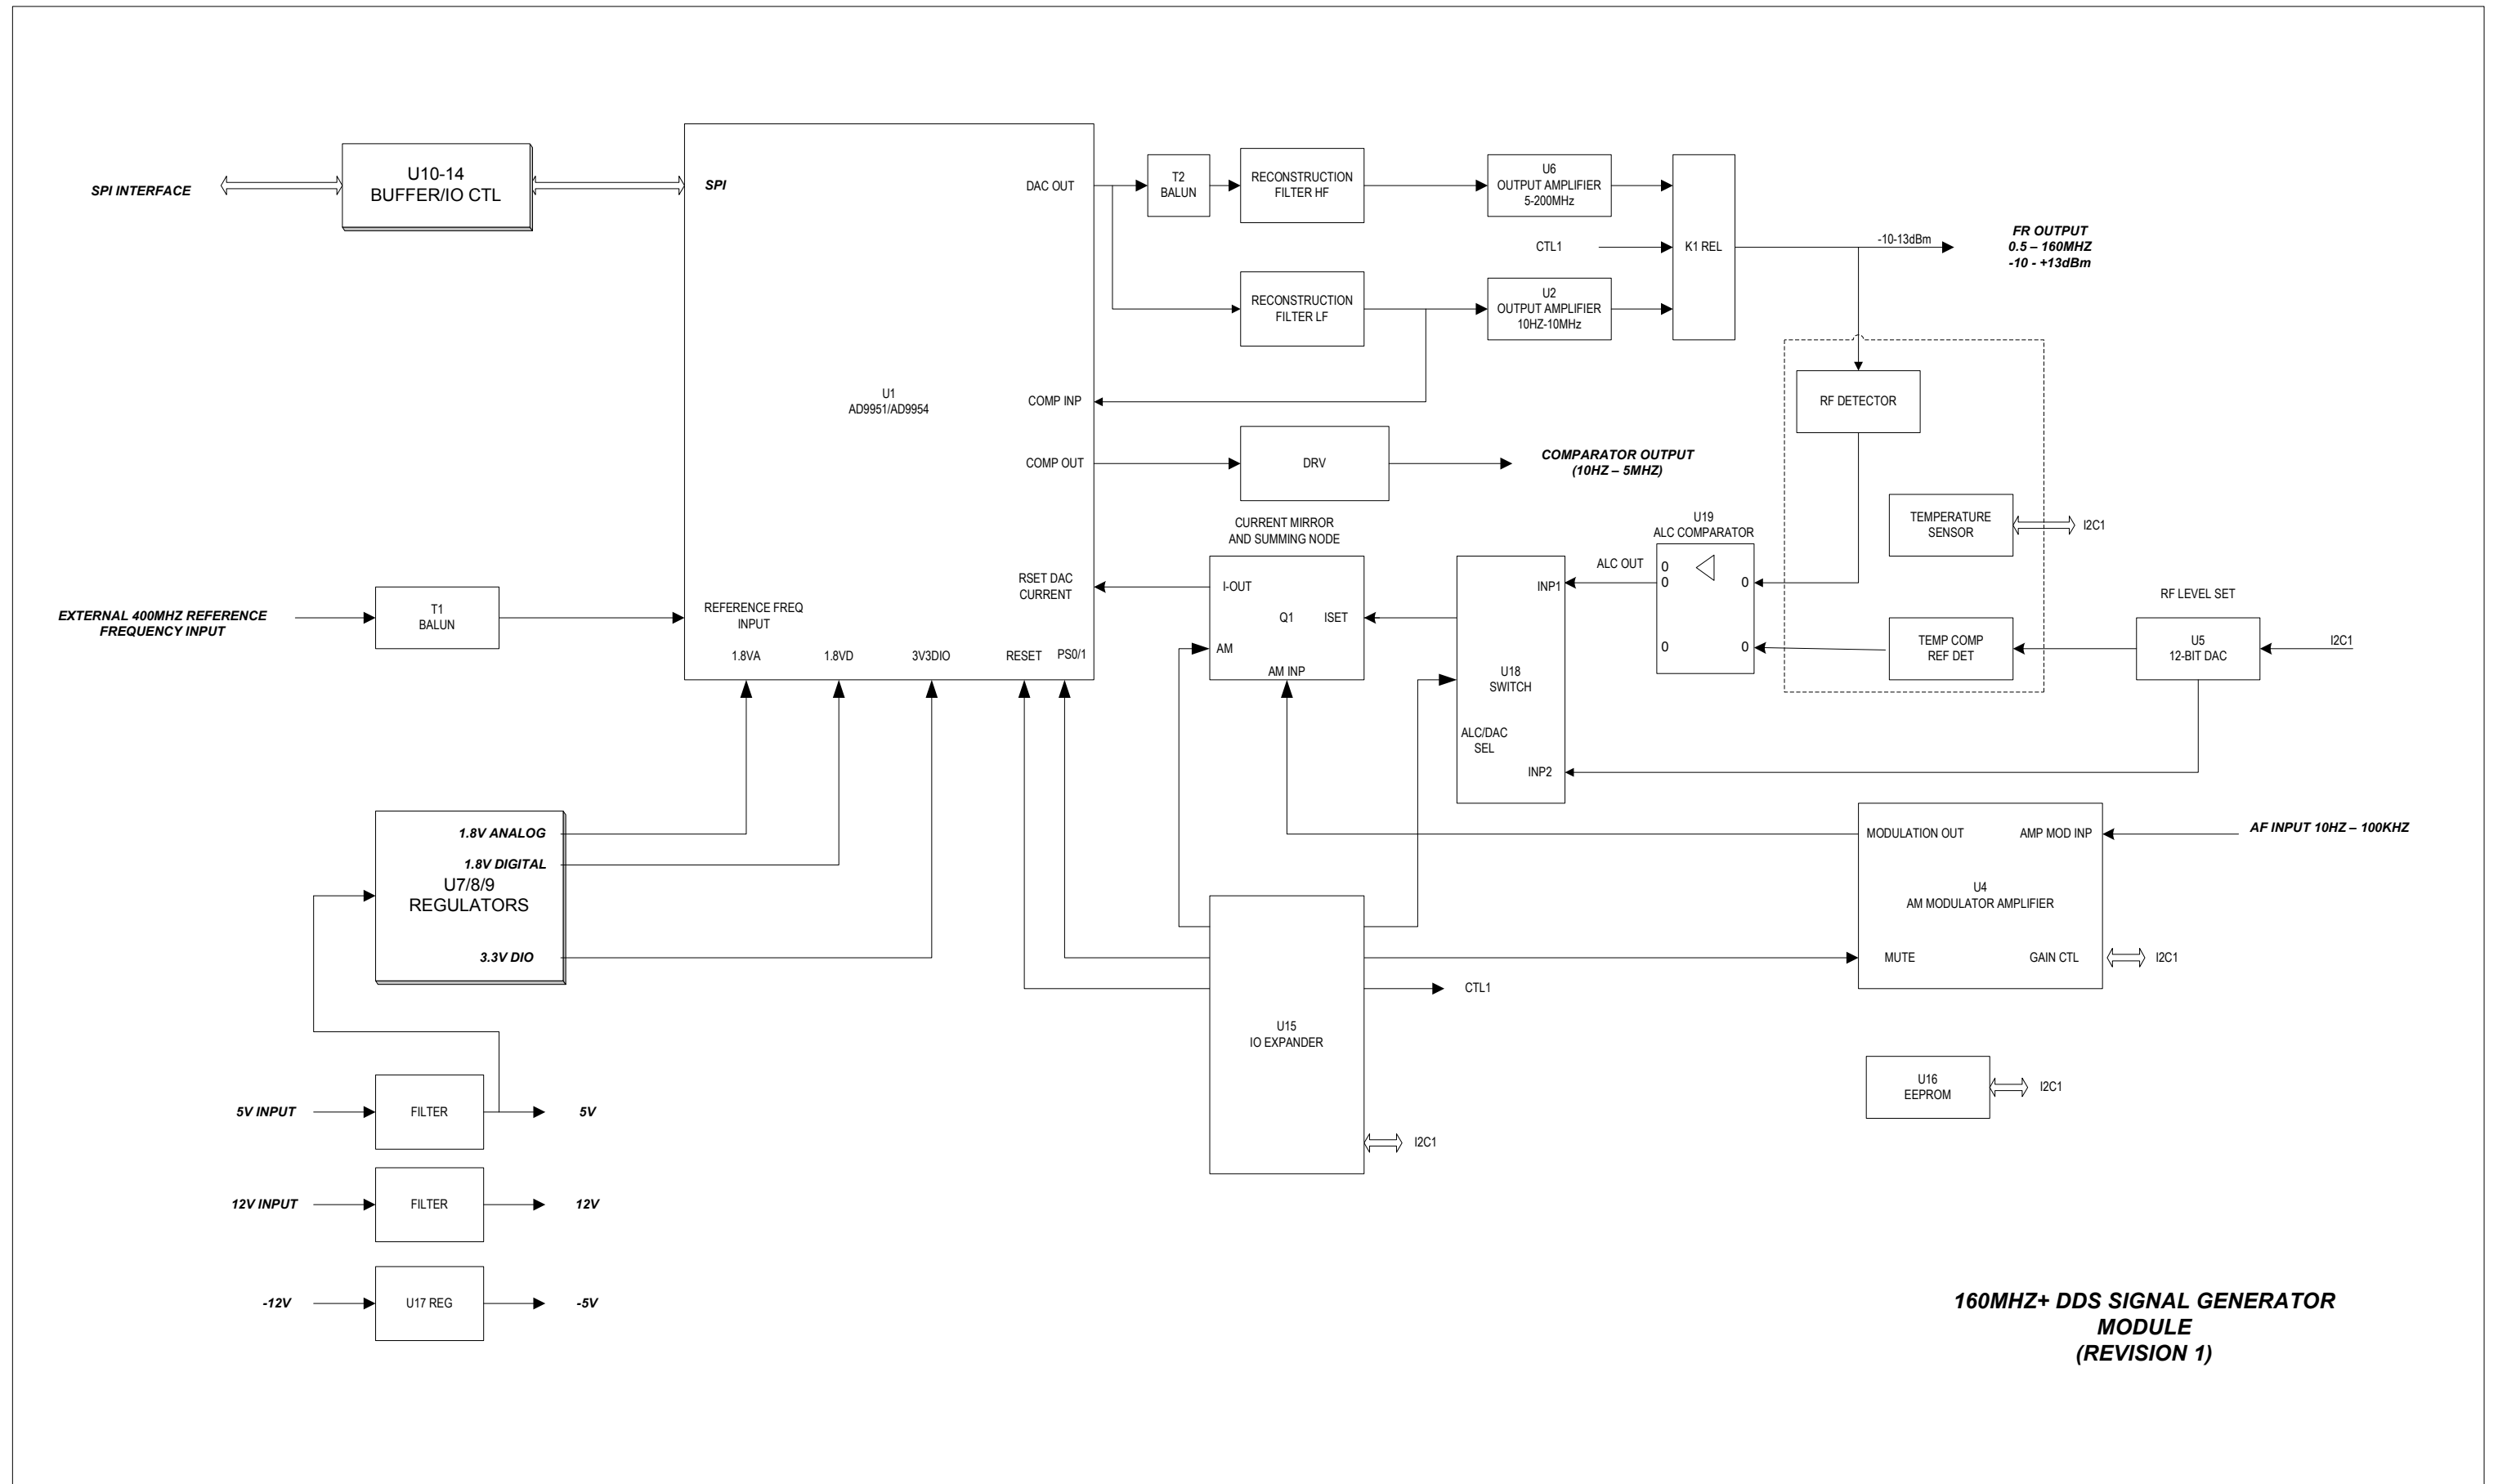 SPI INTERFACE
U10-14
BUFFER/IO CTL
SPI
DAC OUT
T2
BALUN
RECONSTRUCTION
FILTER HF
U6
OUTPUT AMPLIFIER
5-200MHz
CTL1
K1 REL
-10-13dBm
FR OUTPUT
0.5 – 160MHZ
-10 - +13dBm
RECONSTRUCTION
FILTER LF
U2
OUTPUT AMPLIFIER
10HZ-10MHz
U1
AD9951/AD9954
COMP INP
RF DETECTOR
COMP OUT
DRV
COMPARATOR OUTPUT
(10HZ – 5MHZ)
TEMPERATURE
SENSOR
I2C1
CURRENT MIRROR
AND SUMMING NODE
U19
ALC COMPARATOR
RSET DAC
CURRENT
I-OUT
Q1
ISET
AM
AM INP
INP1
ALC OUT
0
0
0
0
0
U18
SWITCH
ALC/DAC
SEL
INP2
TEMP COMP
REF DET
RF LEVEL SET
U5
12-BIT DAC
I2C1
EXTERNAL 400MHZ REFERENCE
FREQUENCY INPUT
T1
BALUN
REFERENCE FREQ
INPUT
1.8VA
1.8VD
3V3DIO
RESET
PS0/1
1.8V ANALOG
1.8V DIGITAL
U7/8/9
REGULATORS
3.3V DIO
MODULATION OUT
AMP MOD INP
AF INPUT 10HZ – 100KHZ
U4
AM MODULATOR AMPLIFIER
MUTE
GAIN CTL
I2C1
CTL1
U15
IO EXPANDER
I2C1
U16
EEPROM
I2C1
5V INPUT
FILTER
5V
12V INPUT
FILTER
12V
-12V
U17 REG
-5V
160MHZ+ DDS SIGNAL GENERATOR
MODULE
(REVISION 1)